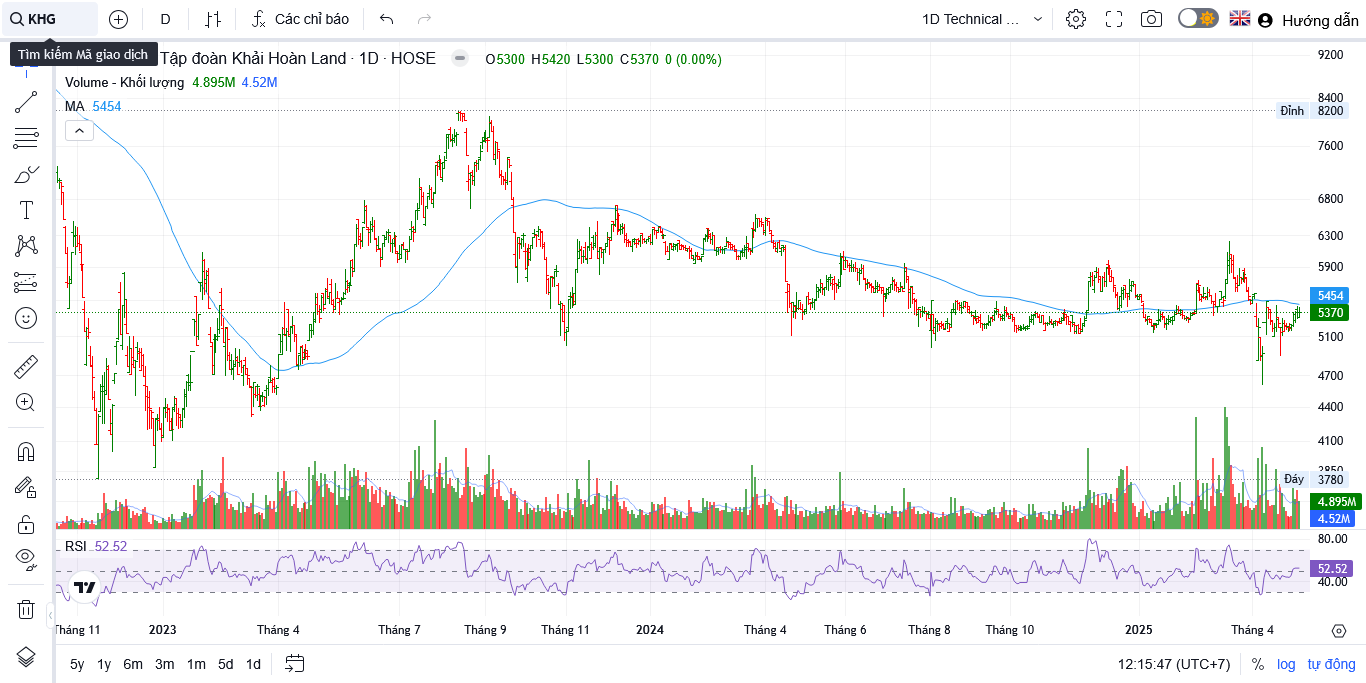 KHG D Các chỉ báo 1D Technical ... Hướng dẫn
Tìm kiếm Mã giao dịch
Tập đoàn Khải Hoàn Land · 1D · HOSE O5300 H5420 L5300 C5370 0 (0.00%)
Volume - Khối lượng 4.895M 4.52M
MA 5454
9200
8400
Đỉnh 8200
7600
6800
6300
5900
5454
5370
5100
4700
4400
4100
3850
Đáy 3780
4.895M
4.52M
RSI 52.52
80.00
52.52
40.00
Tháng 11 2023 Tháng 4 Tháng 7 Tháng 9 Tháng 11 2024 Tháng 4 Tháng 6 Tháng 8 Tháng 10 2025 Tháng 4
5y 1y 6m 3m 1m 5d 1d 12:15:47 (UTC+7) % log tự động